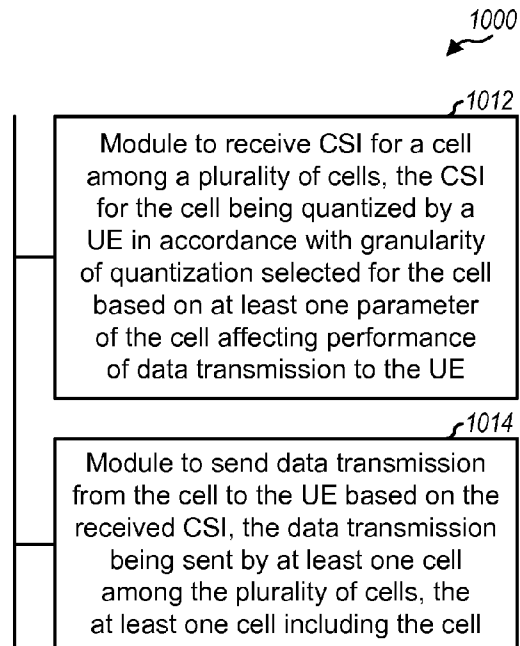 1000
1012
Module to receive CSI for a cell
among a plurality of cells, the CSI
for the cell being quantized by a
UE in accordance with granularity
of quantization selected for the cell
based on at least one parameter
of the cell affecting performance
of data transmission to the UE
1014
Module to send data transmission
from the cell to the UE based on the
received CSI, the data transmission
being sent by at least one cell
among the plurality of cells, the
at least one cell including the cell